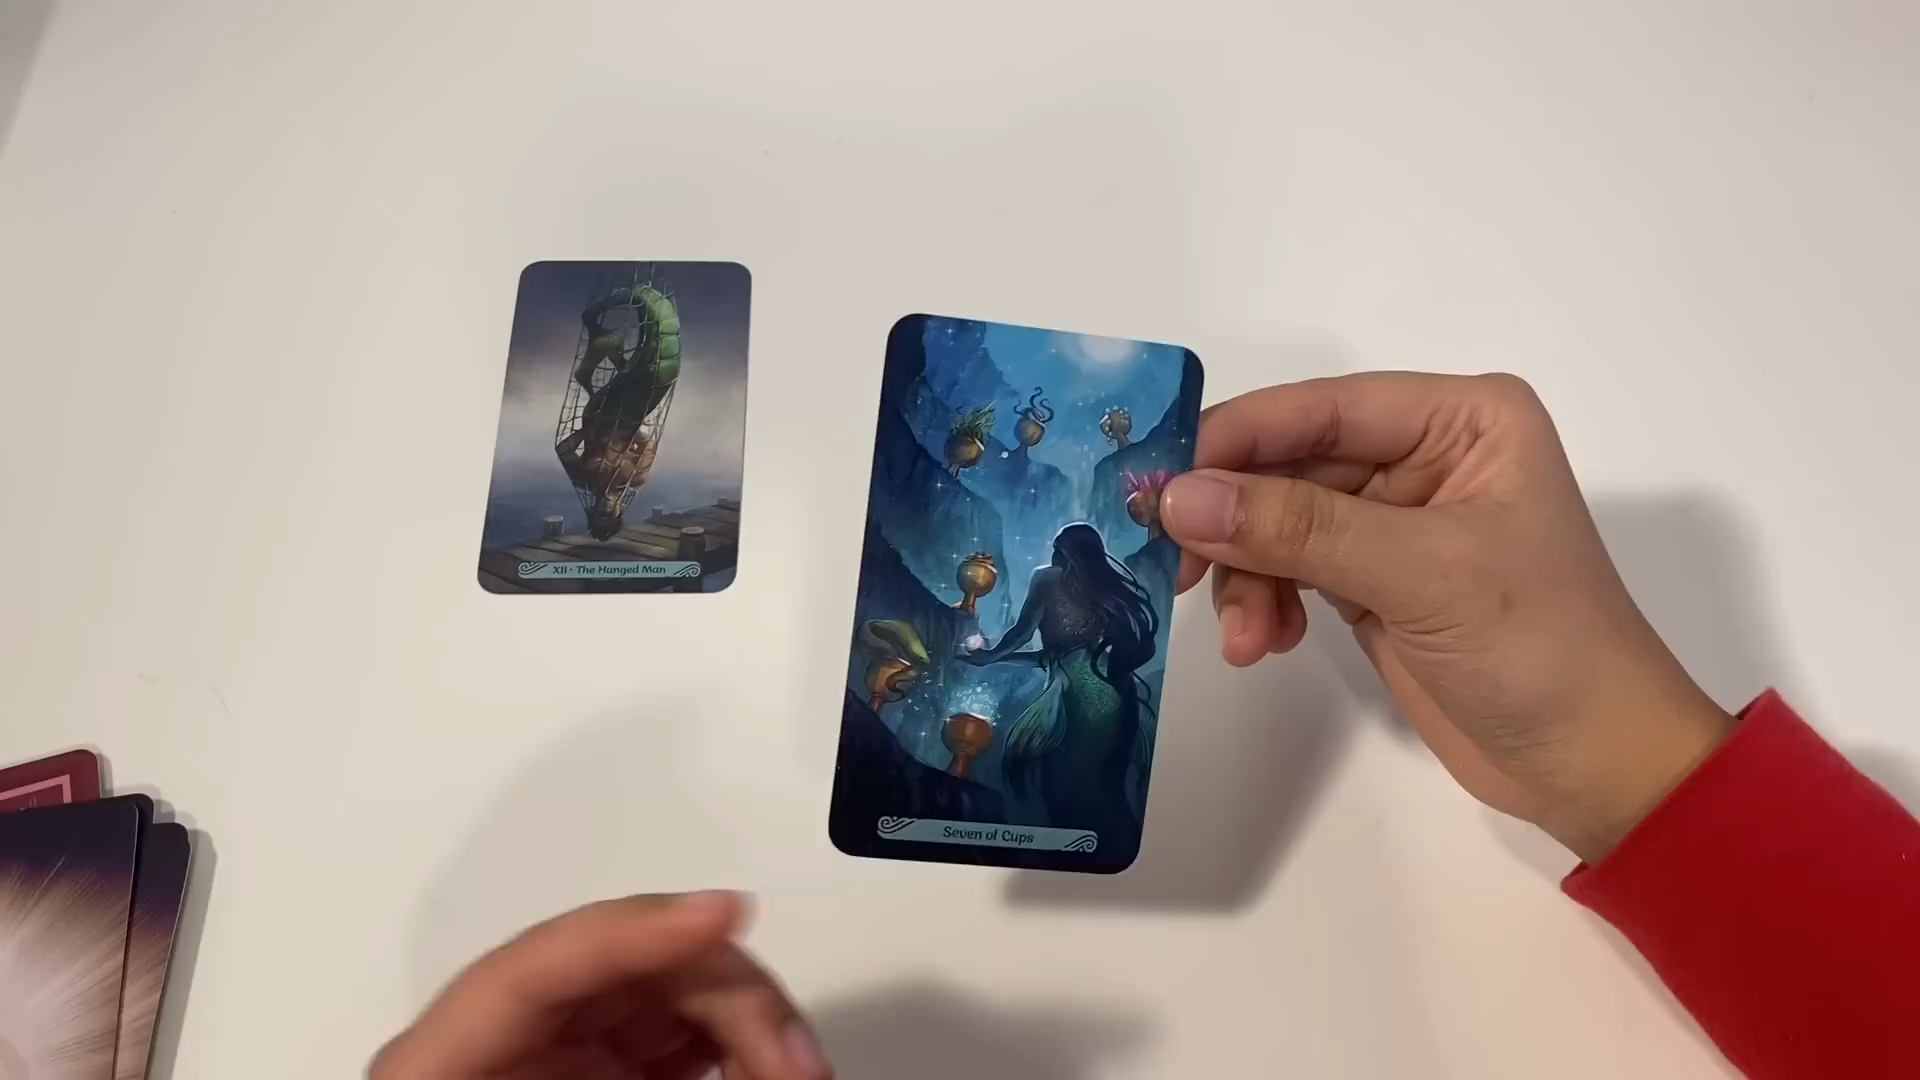 XII • The Hanged Man
Seven of Cups